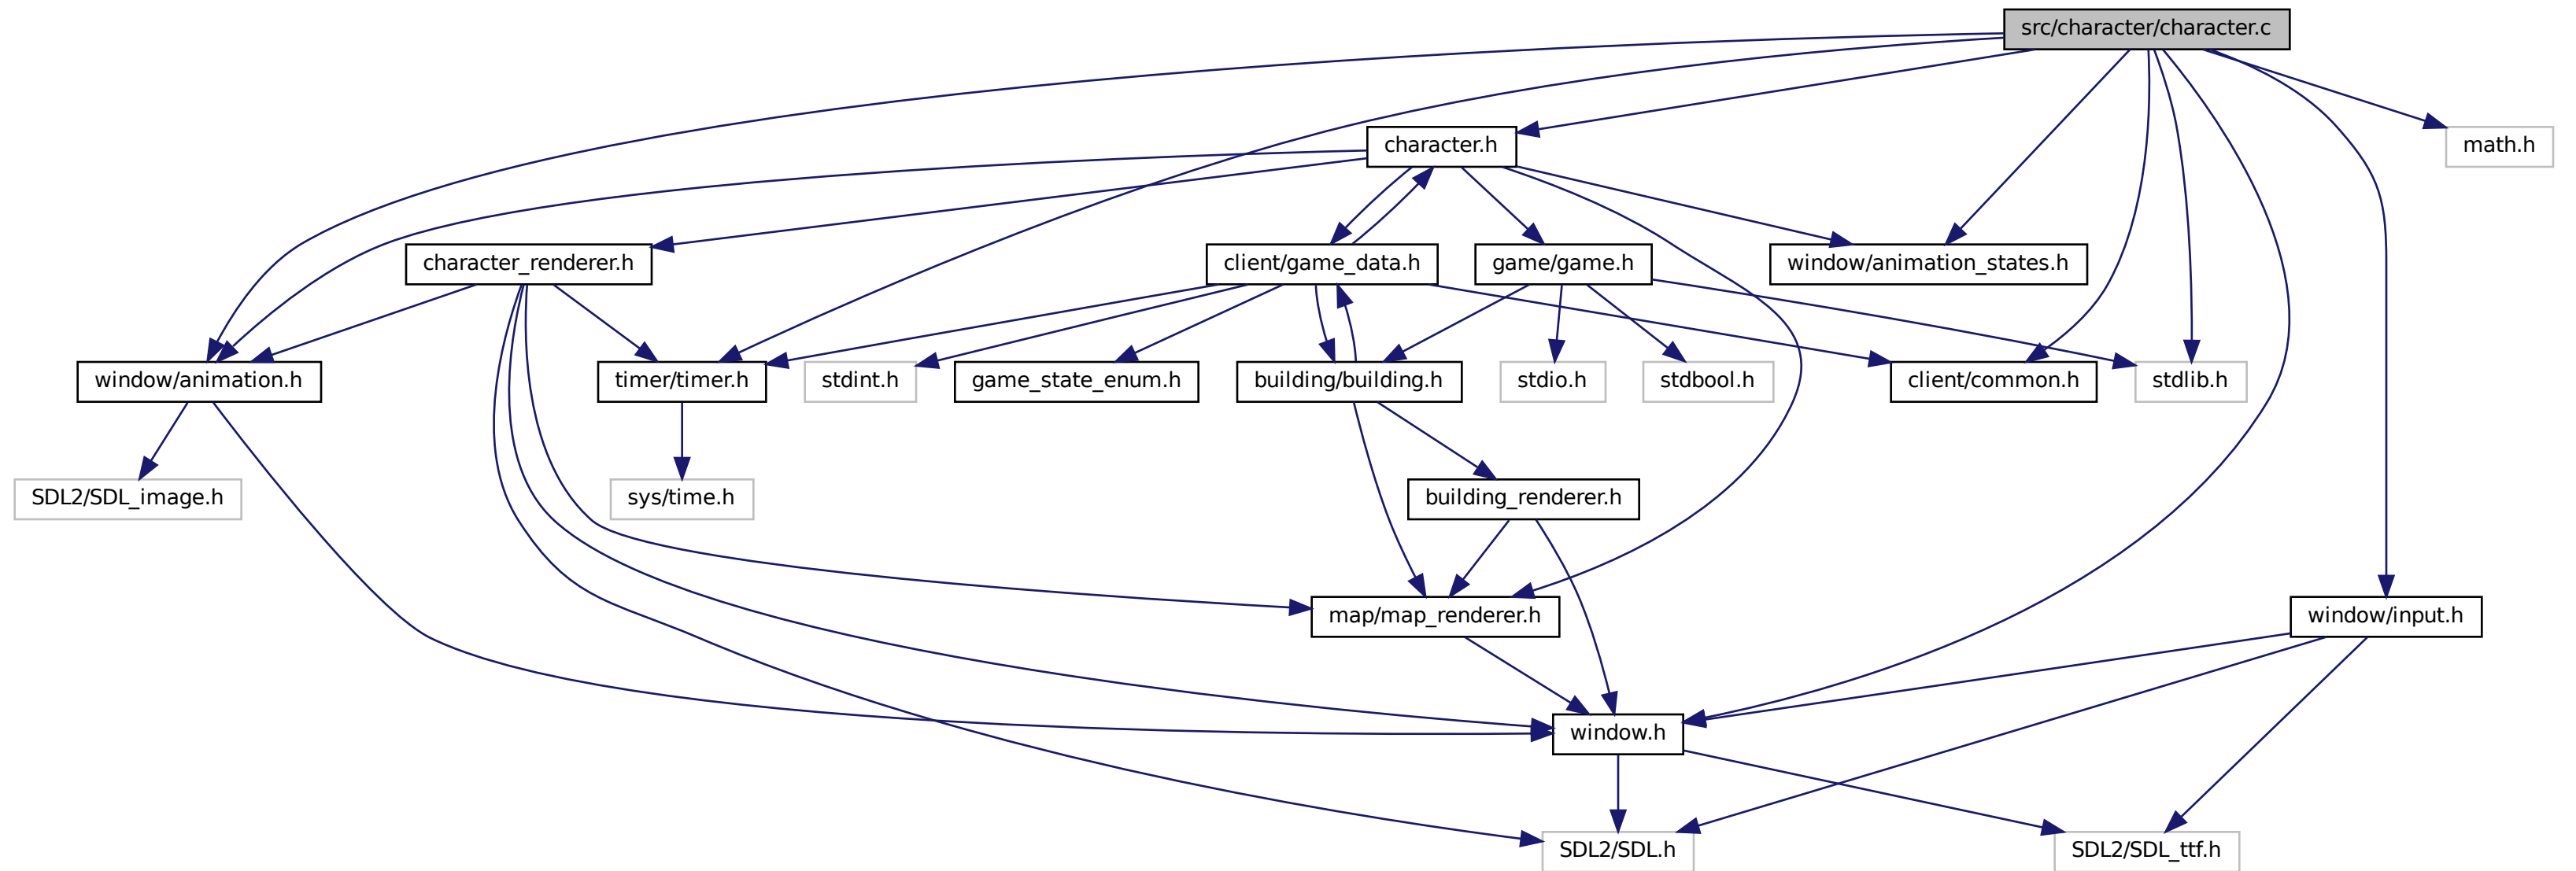 src/character/character.c
character.h
math.h
character_renderer.h
client/game_data.h
game/game.h
window/animation_states.h
window/animation.h
timer/timer.h
stdint.h
game_state_enum.h
building/building.h
stdio.h
stdbool.h
client/common.h
stdlib.h
SDL2/SDL_image.h
sys/time.h
building_renderer.h
map/map_renderer.h
window/input.h
window.h
SDL2/SDL.h
SDL2/SDL_ttf.h